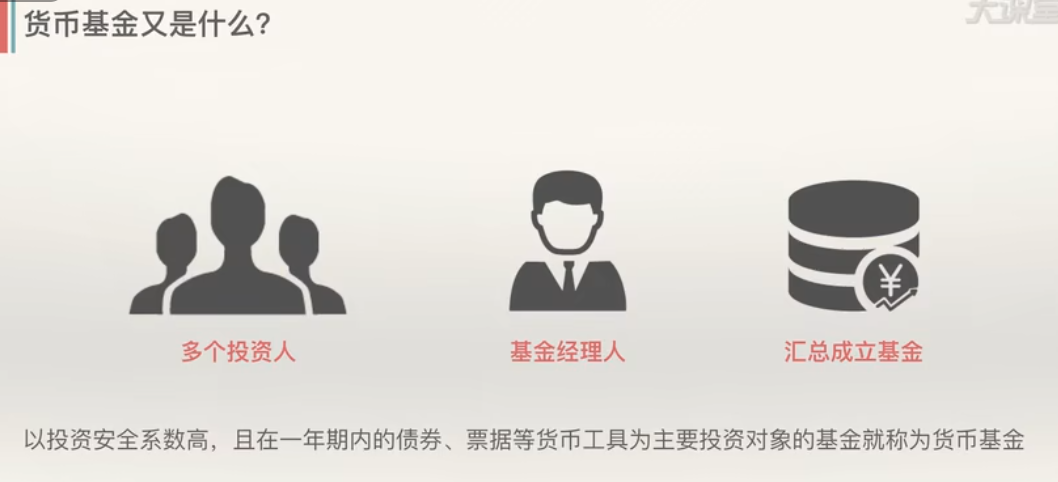 货币基金又是什么?
大课堂
多个投资人
基金经理人
汇总成立基金
以投资安全系数高，且在一年期内的债券、票据等货币工具为主要投资对象的基金就称为货币基金